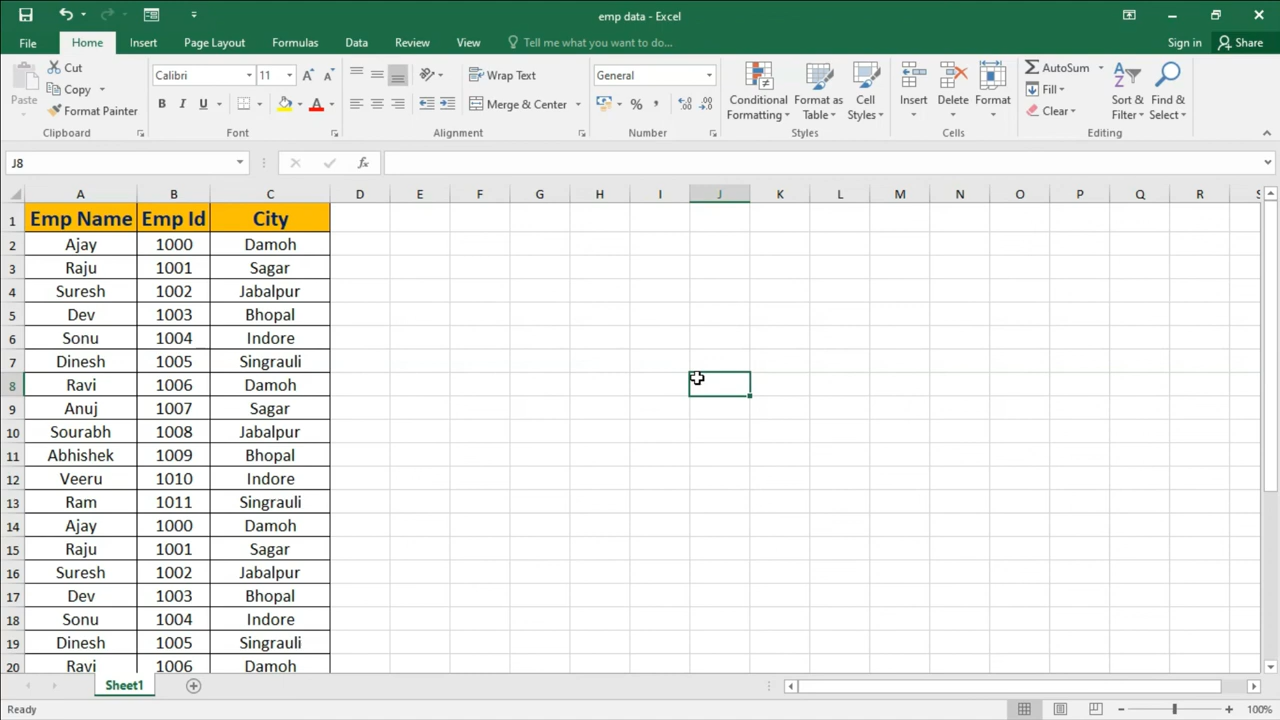 emp data - Excel
File Home Insert Page Layout Formulas Data Review View Tell me what you want to do... Sign in Share
Paste Cut Copy Format Painter
Calibri 11
B I U
Wrap Text
Merge & Center
General
%
Conditional Formatting
Format as Table
Cell Styles
Insert Delete Format
AutoSum
Fill
Clear
Sort & Filter
Find & Select
Clipboard Font Alignment Number Styles Cells Editing
J8 fx
A B C D E F G H I J K L M N O P Q R S
1 Emp Name Emp Id City
2 Ajay 1000 Damoh
3 Raju 1001 Sagar
4 Suresh 1002 Jabalpur
5 Dev 1003 Bhopal
6 Sonu 1004 Indore
7 Dinesh 1005 Singrauli
8 Ravi 1006 Damoh
9 Anuj 1007 Sagar
10 Sourabh 1008 Jabalpur
11 Abhishek 1009 Bhopal
12 Veeru 1010 Indore
13 Ram 1011 Singrauli
14 Ajay 1000 Damoh
15 Raju 1001 Sagar
16 Suresh 1002 Jabalpur
17 Dev 1003 Bhopal
18 Sonu 1004 Indore
19 Dinesh 1005 Singrauli
20 Ravi 1006 Damoh
Sheet1
Ready 100%